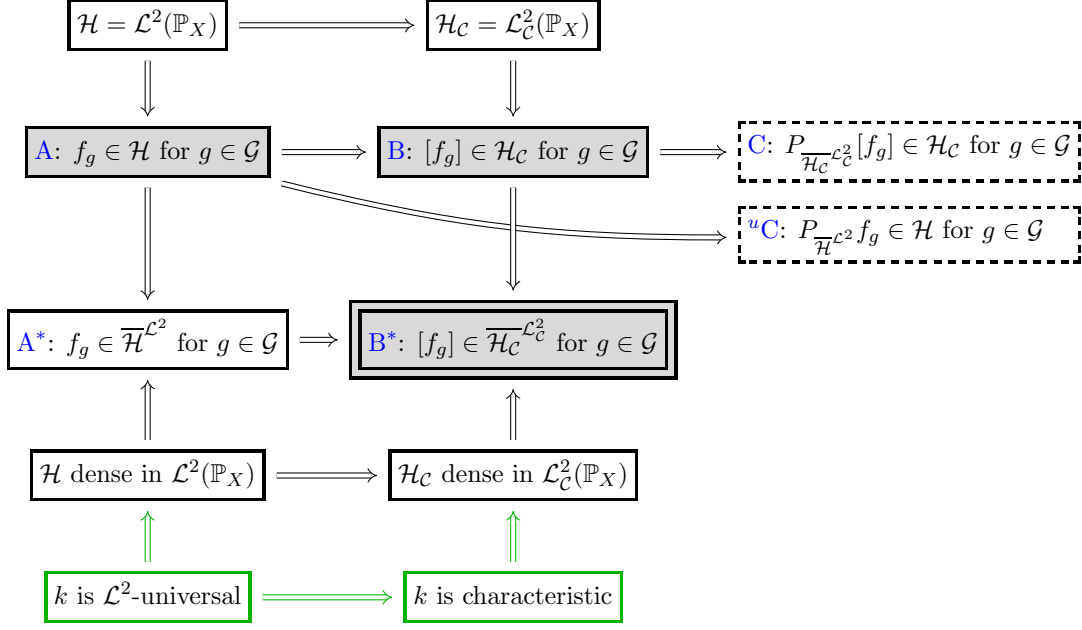 ℋ = ℒ²(ℙ_X)
ℋ_𝒞 = ℒ²_𝒞(ℙ_X)
A: f_g ∈ ℋ for g ∈ 𝒢
B: [f_g] ∈ ℋ_𝒞 for g ∈ 𝒢
C: P_{\overline{ℋ_𝒞}^{ℒ²_𝒞}}[f_g] ∈ ℋ_𝒞 for g ∈ 𝒢
ᵘC: P_{\overline{ℋ}^{ℒ²}} f_g ∈ ℋ for g ∈ 𝒢
A*: f_g ∈ \overline{ℋ}^{ℒ²} for g ∈ 𝒢
B*: [f_g] ∈ \overline{ℋ_𝒞}^{ℒ²_𝒞} for g ∈ 𝒢
ℋ dense in ℒ²(ℙ_X)
ℋ_𝒞 dense in ℒ²_𝒞(ℙ_X)
k is ℒ²-universal
k is characteristic